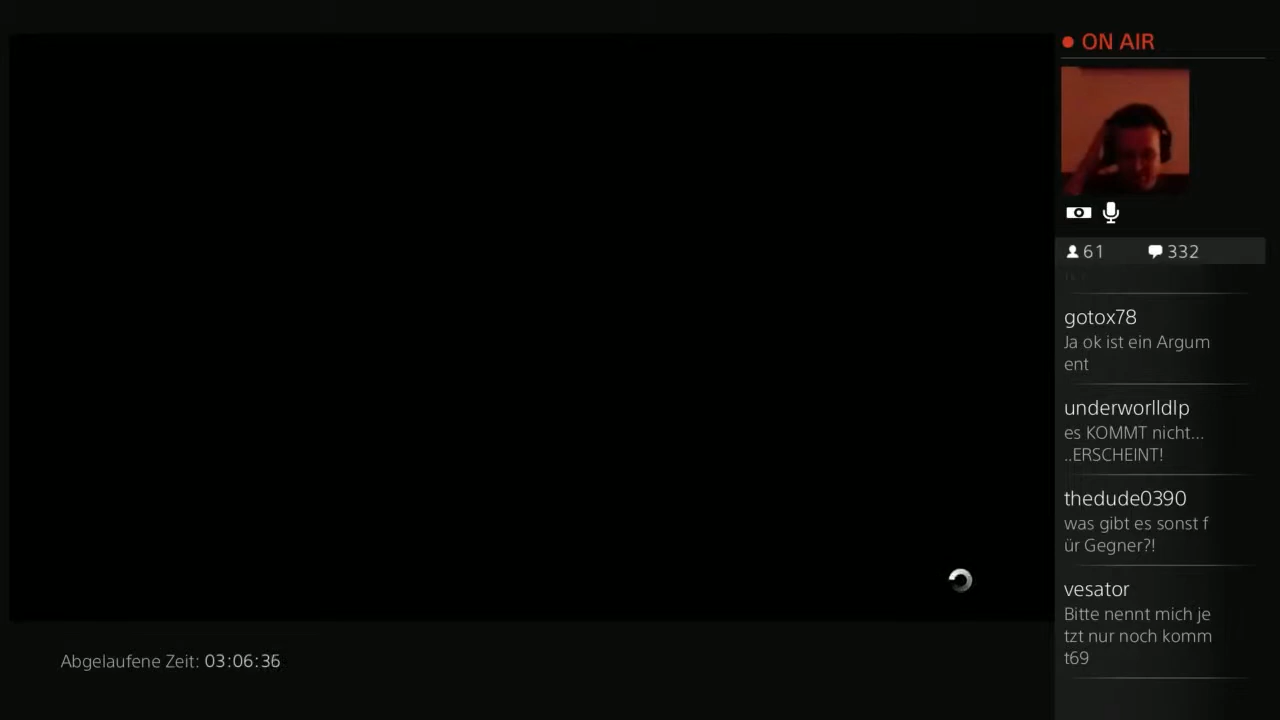 ON AIR
61 332
gotox78
Ja ok ist ein Argum
ent
underworlldlp
es KOMMT nicht...
..ERSCHEINT!
thedude0390
was gibt es sonst f
ür Gegner?!
vesator
Bitte nennt mich je
tzt nur noch komm
t69
Abgelaufene Zeit: 03:06:36